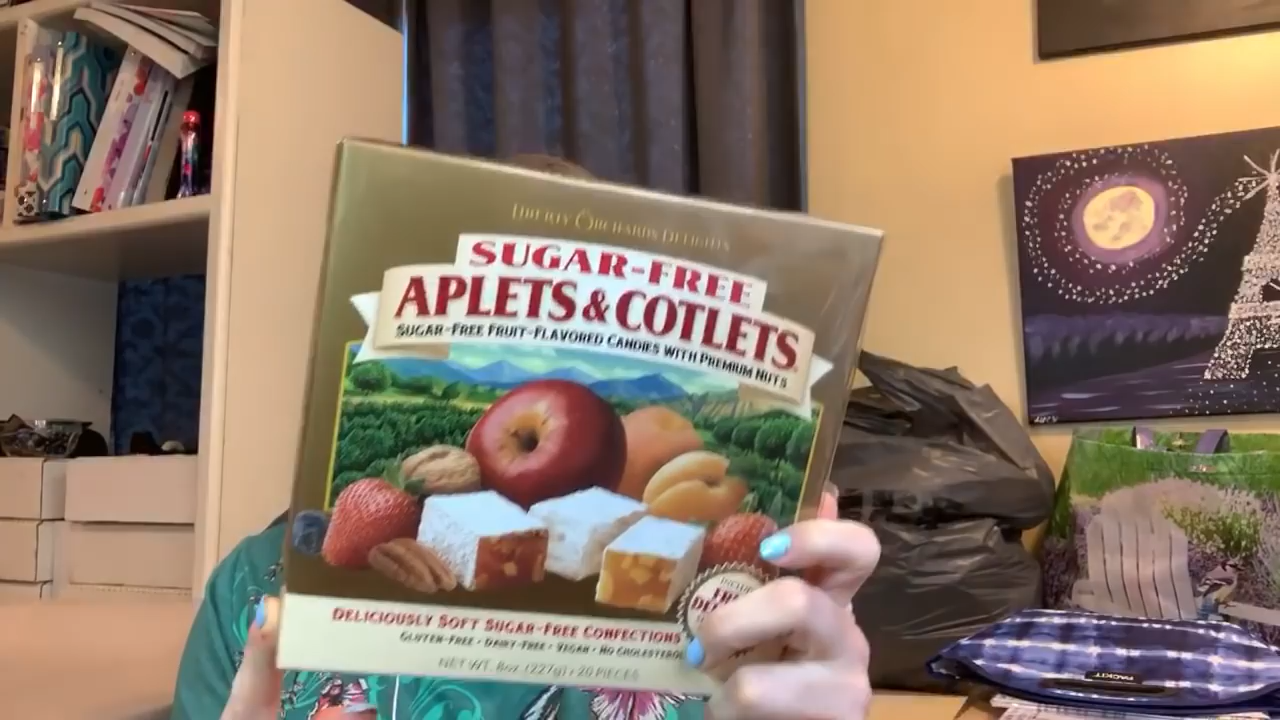 LIBERTY ORCHARDS DELIGHTS
SUGAR-FREE
APLETS & COTLETS
SUGAR-FREE FRUIT-FLAVORED CANDIES WITH PREMIUM NUTS
DELICIOUSLY SOFT SUGAR-FREE CONFECTIONS
GLUTEN-FREE • DAIRY-FREE • VEGAN • NO CHOLESTEROL
NET WT. 8oz (227g) • 20 PIECES
PACKIT